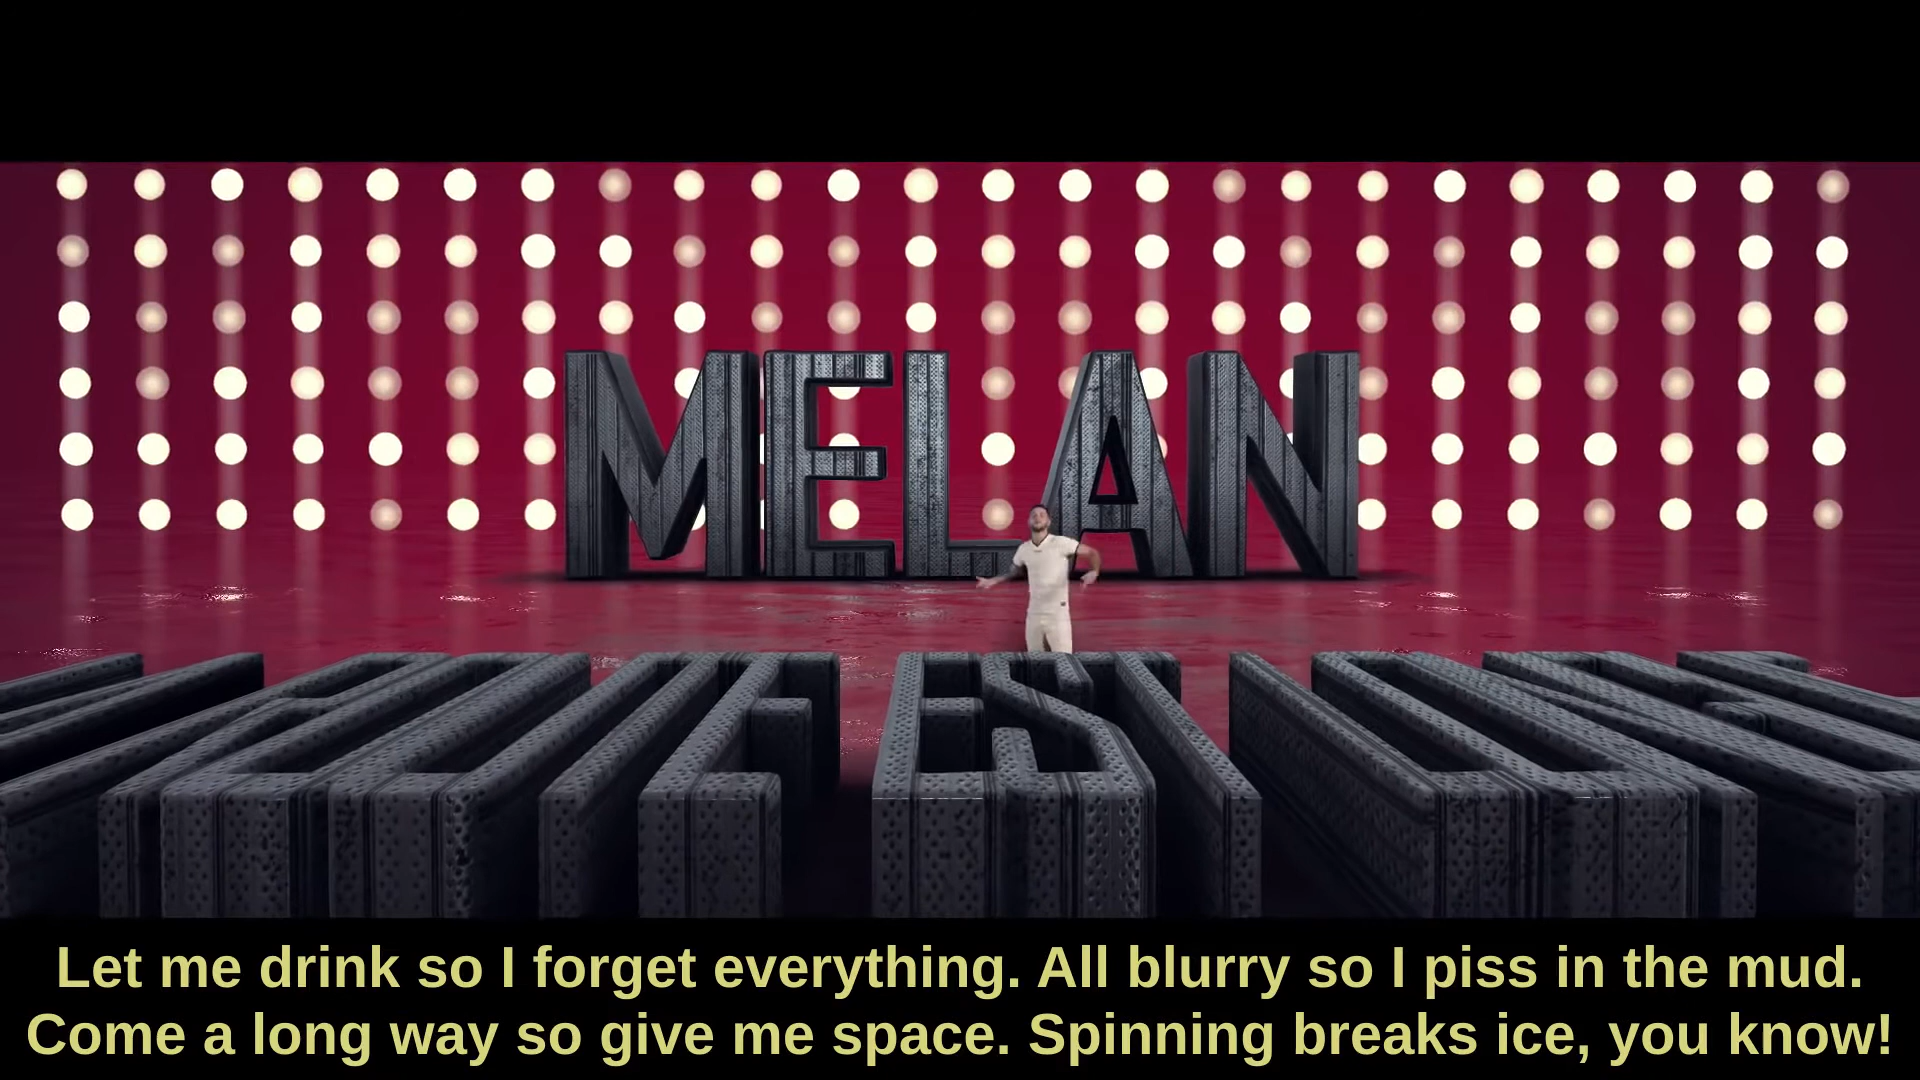 MELAN
Let me drink so I forget everything. All blurry so I piss in the mud.
Come a long way so give me space. Spinning breaks ice, you know!